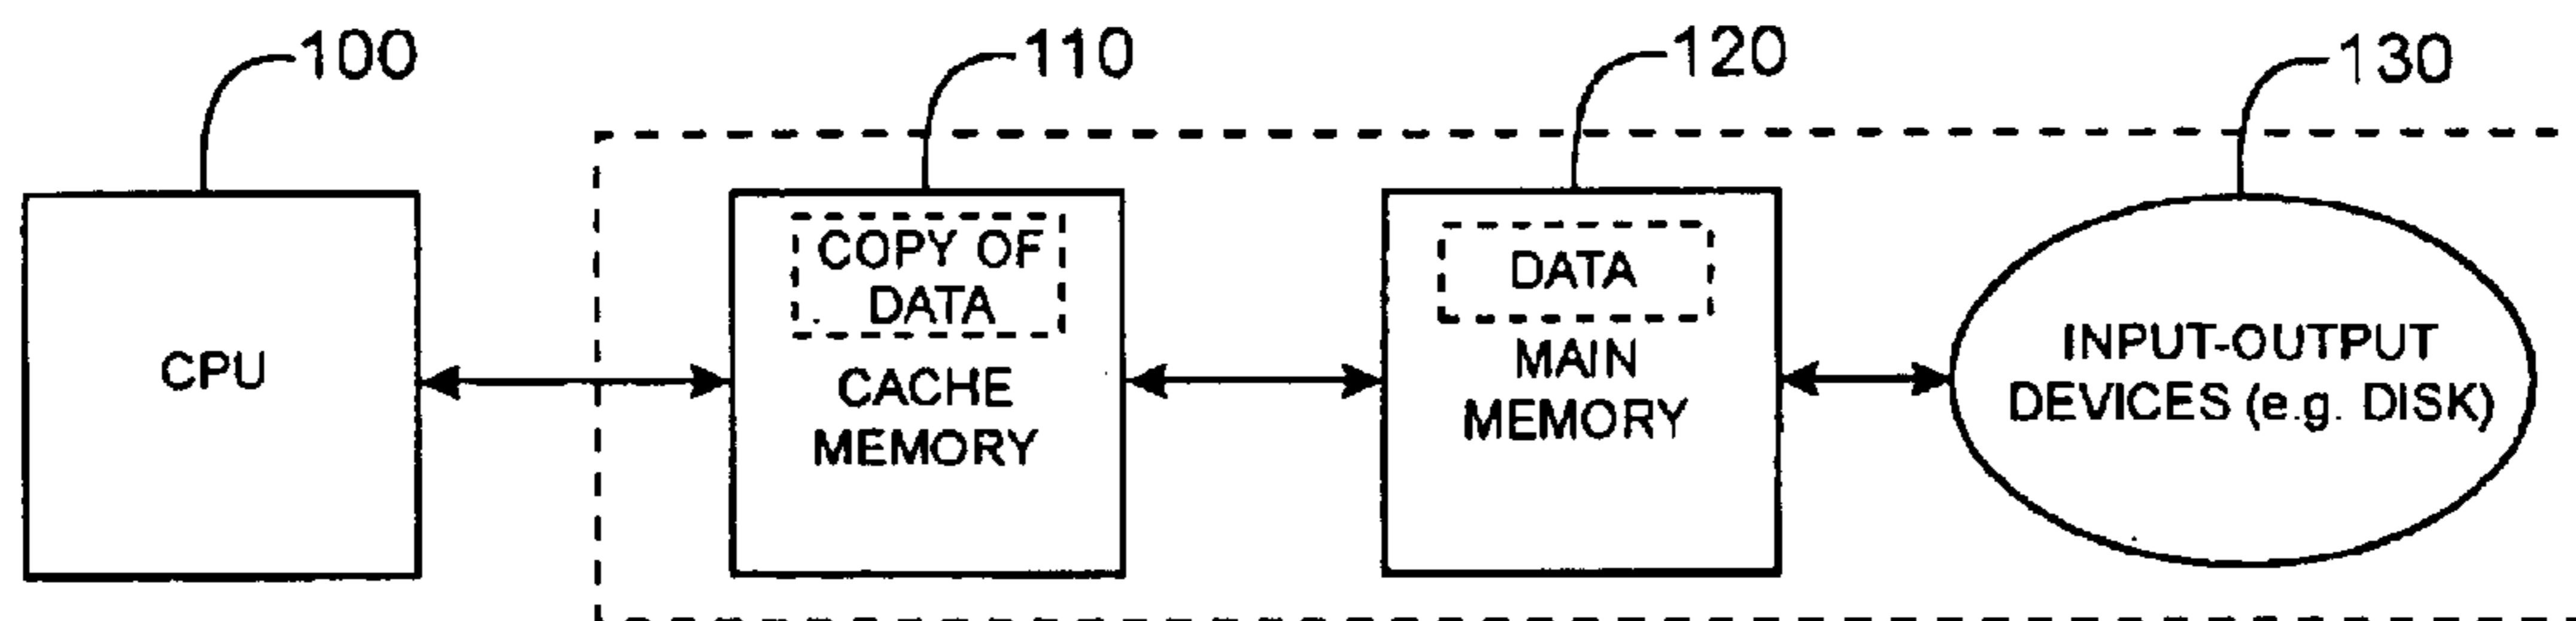 100
110
120
130
CPU
COPY OF
DATA
CACHE
MEMORY
DATA
MAIN
MEMORY
INPUT-OUTPUT
DEVICES (e.g. DISK)